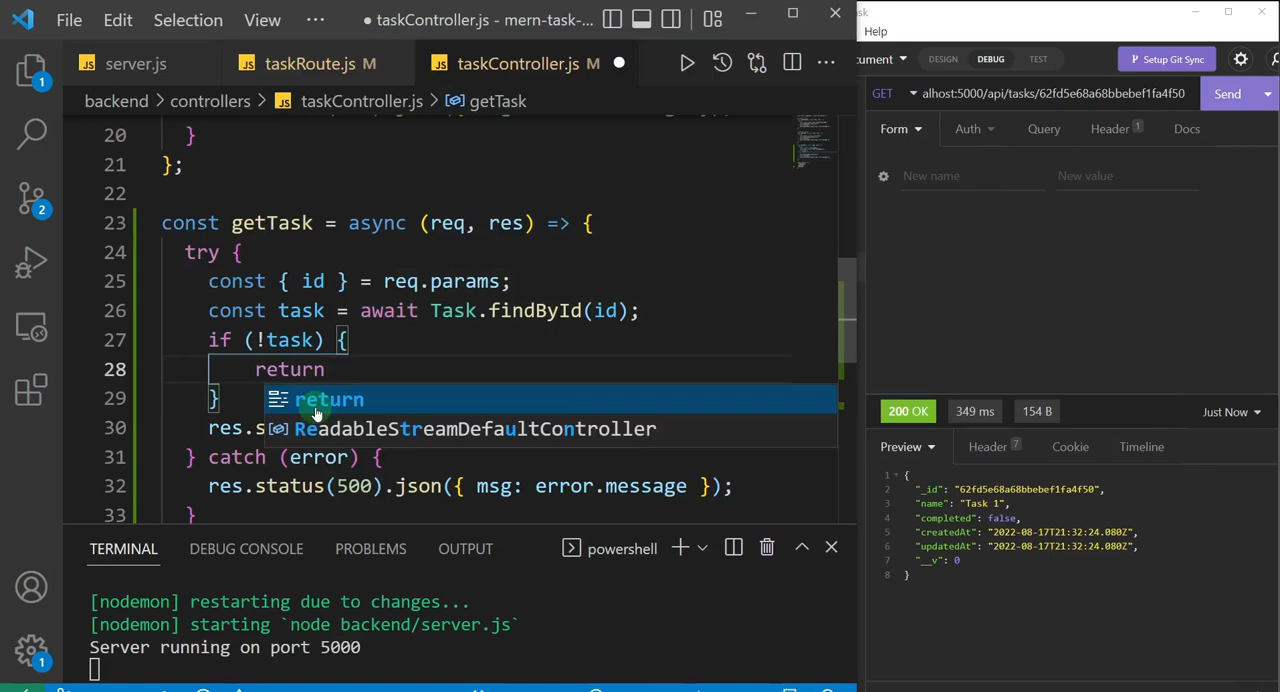 File Edit Selection View ··· ● taskController.js - mern-task-...
server.js taskRoute.js M taskController.js M
backend > controllers > taskController.js > getTask
20 }
21 };
22
23 const getTask = async (req, res) => {
24 try {
25 const { id } = req.params;
26 const task = await Task.findById(id);
27 if (!task) {
28 return
29 }
return
ReadableStreamDefaultController
30 res.s
31 } catch (error) {
32 res.status(500).json({ msg: error.message });
33 }
TERMINAL DEBUG CONSOLE PROBLEMS OUTPUT powershell
[nodemon] restarting due to changes...
[nodemon] starting `node backend/server.js`
Server running on port 5000
1
2
1
Help
DESIGN DEBUG TEST Setup Git Sync
GET alhost:5000/api/tasks/62fd5e68a68bbebef1fa4f50 Send
Form Auth Query Header 1 Docs
New name New value
200 OK 349 ms 154 B Just Now
Preview Header 7 Cookie Timeline
1 {
2 "_id": "62fd5e68a68bbebef1fa4f50",
3 "name": "Task 1",
4 "completed": false,
5 "createdAt": "2022-08-17T21:32:24.080Z",
6 "updatedAt": "2022-08-17T21:32:24.080Z",
7 "__v": 0
8 }